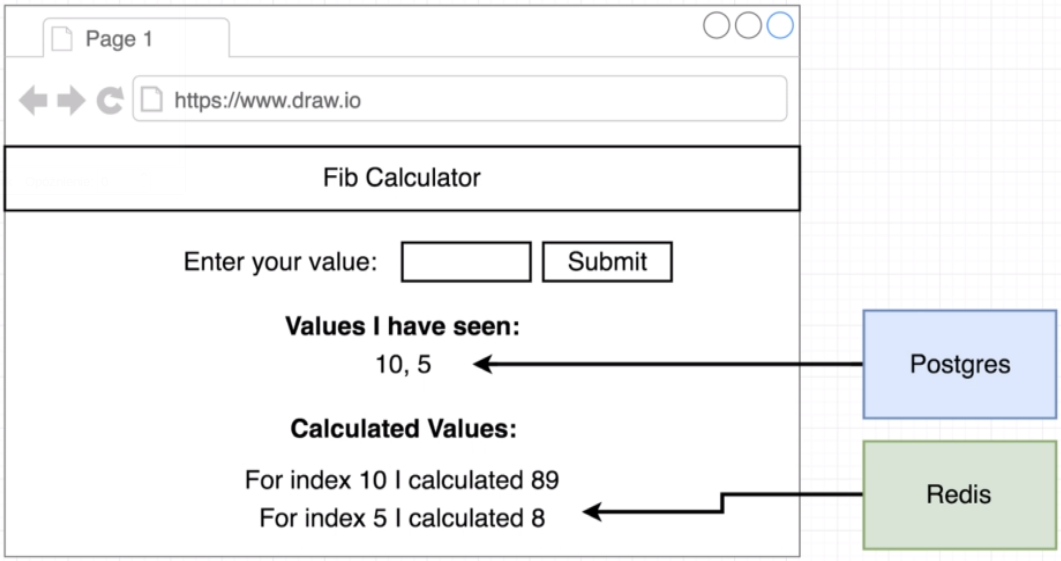 Page 1
https://www.draw.io
Fib Calculator
Enter your value: Submit
Values I have seen:
10, 5
Postgres
Calculated Values:
For index 10 I calculated 89
For index 5 I calculated 8
Redis